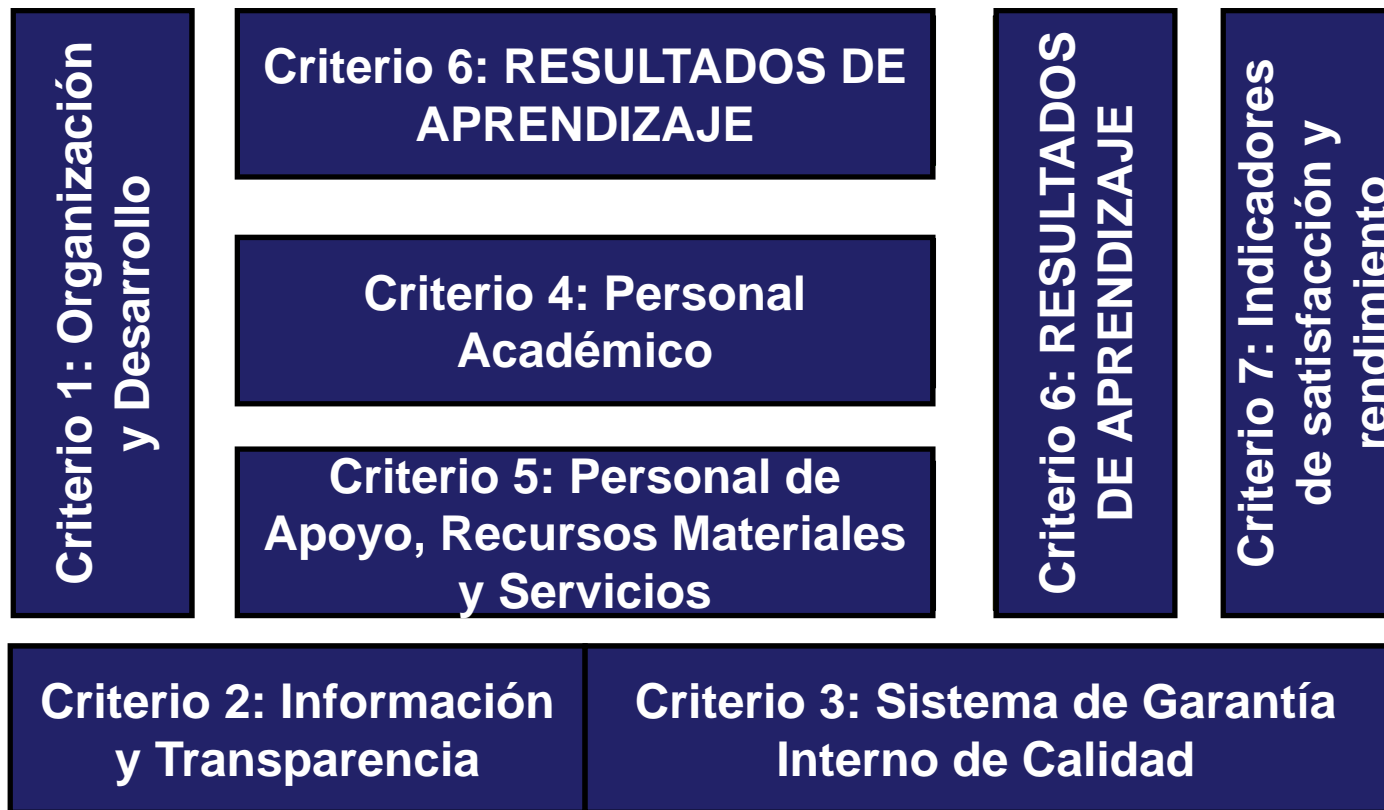 Criterio 1: Organización
y Desarrollo
Criterio 6: RESULTADOS DE
APRENDIZAJE
Criterio 4: Personal
Académico
Criterio 5: Personal de
Apoyo, Recursos Materiales
y Servicios
Criterio 6: RESULTADOS
DE APRENDIZAJE
Criterio 7: Indicadores
de satisfacción y
rendimiento
Criterio 2: Información
y Transparencia
Criterio 3: Sistema de Garantía
Interno de Calidad